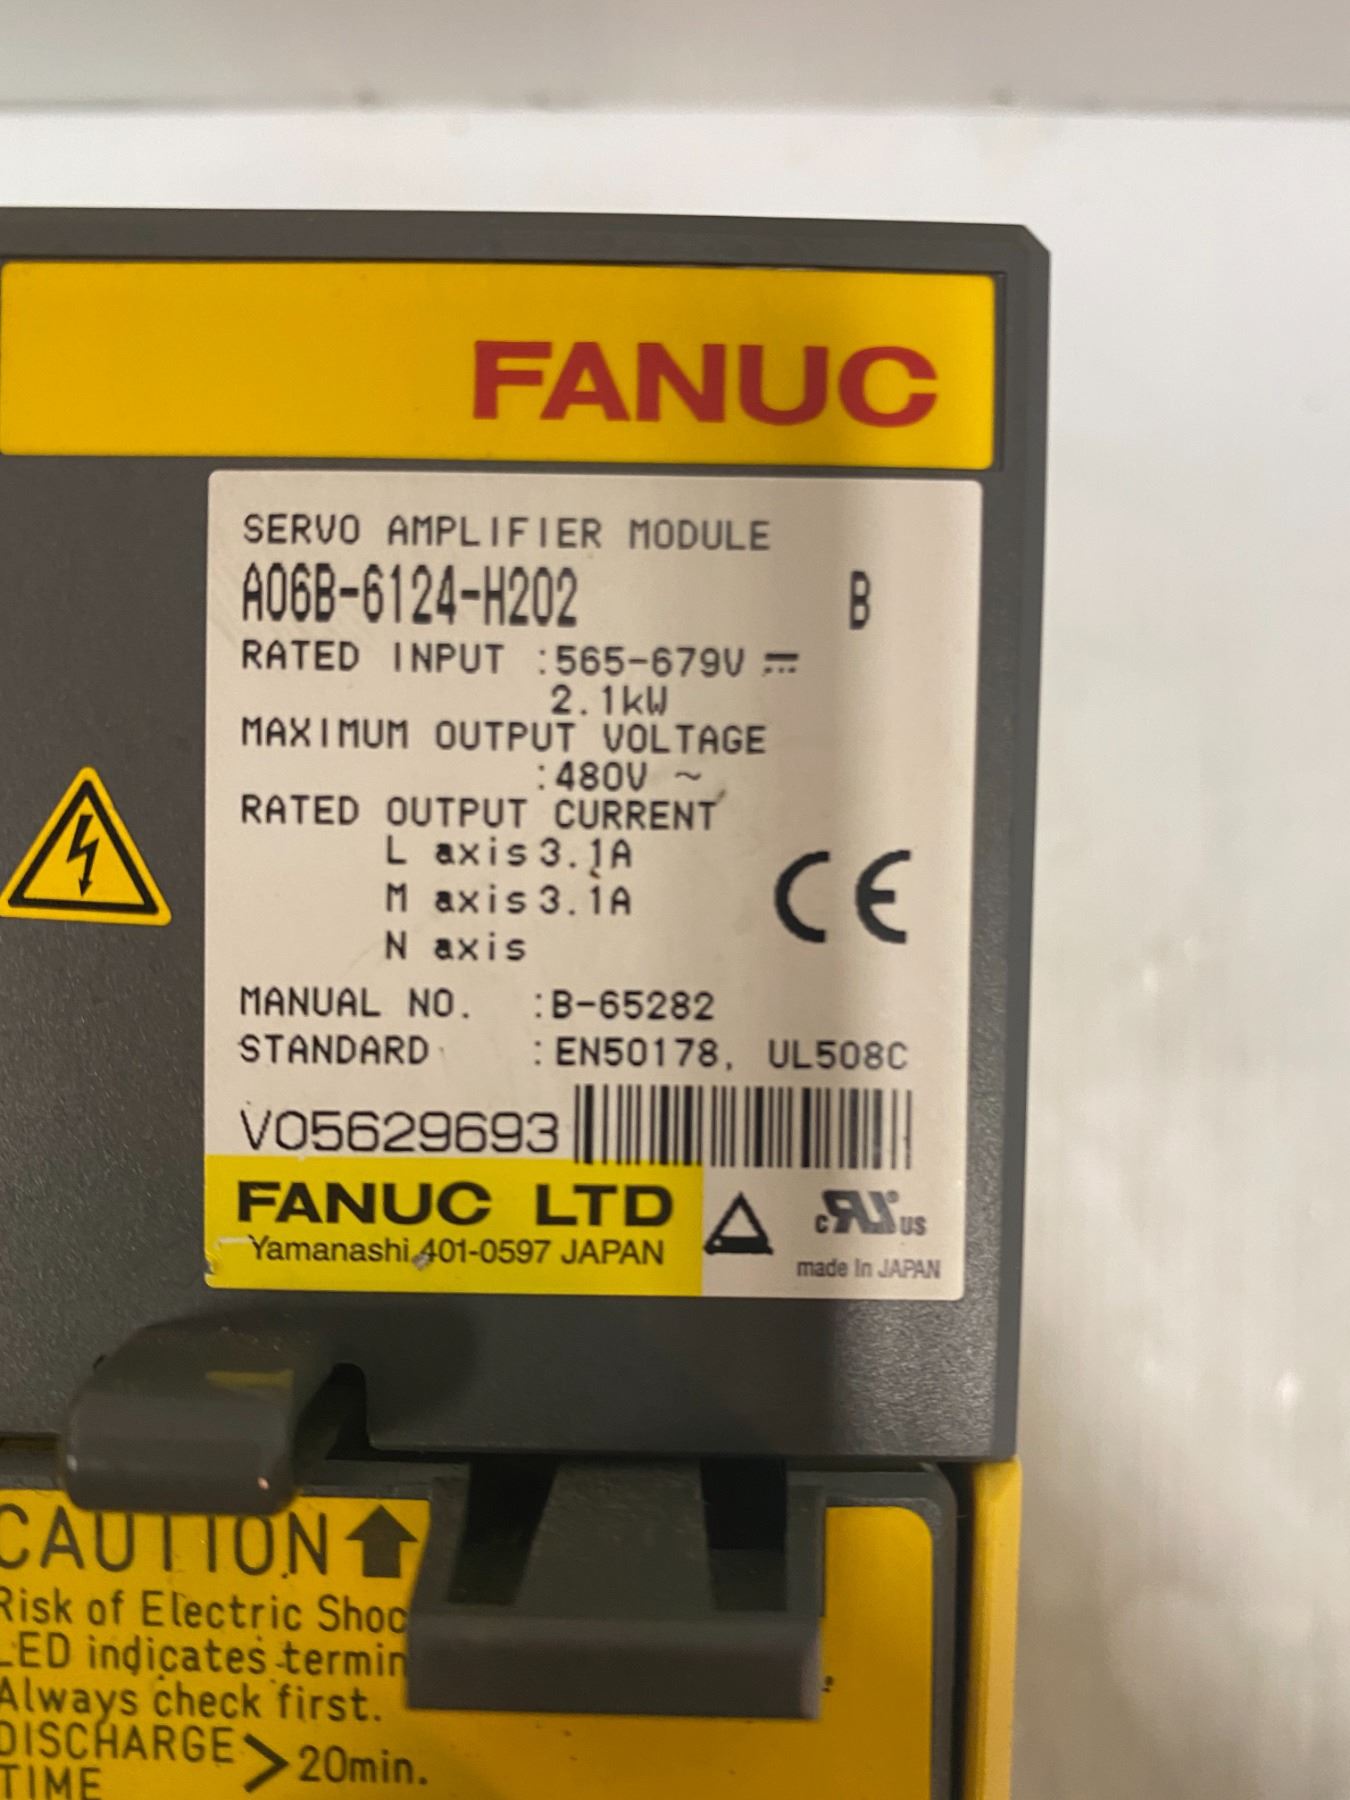 FANUC
SERVO AMPLIFIER MODULE
A06B-6124-H202 B
RATED INPUT :565-679V ⎓
2.1kW
MAXIMUM OUTPUT VOLTAGE
:480V ~
RATED OUTPUT CURRENT
L axis 3.1A
M axis 3.1A
N axis
CE
MANUAL NO. :B-65282
STANDARD :EN50178, UL508C
V05629693
FANUC LTD
Yamanashi 401-0597 JAPAN
c RU US
made In JAPAN
CAUTION
Risk of Electric Shoc
LED indicates termin
Always check first.
DISCHARGE TIME > 20min.